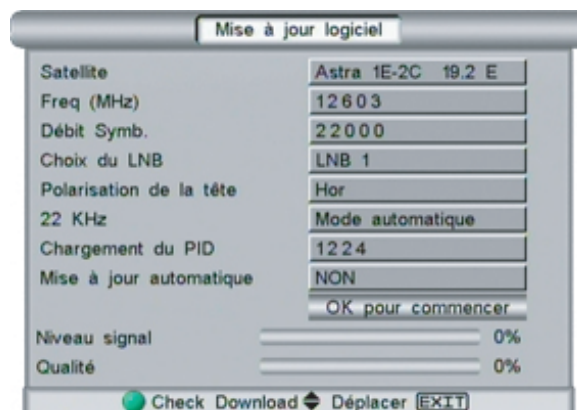 Mise à jour logiciel
Satellite Astra 1E-2C 19.2 E
Freq (MHz) 12603
Débit Symb. 22000
Choix du LNB LNB 1
Polarisation de la tête Hor
22 KHz Mode automatique
Chargement du PID 1224
Mise à jour automatique NON
OK pour commencer
Niveau signal 0%
Qualité 0%
Check Download Déplacer EXIT